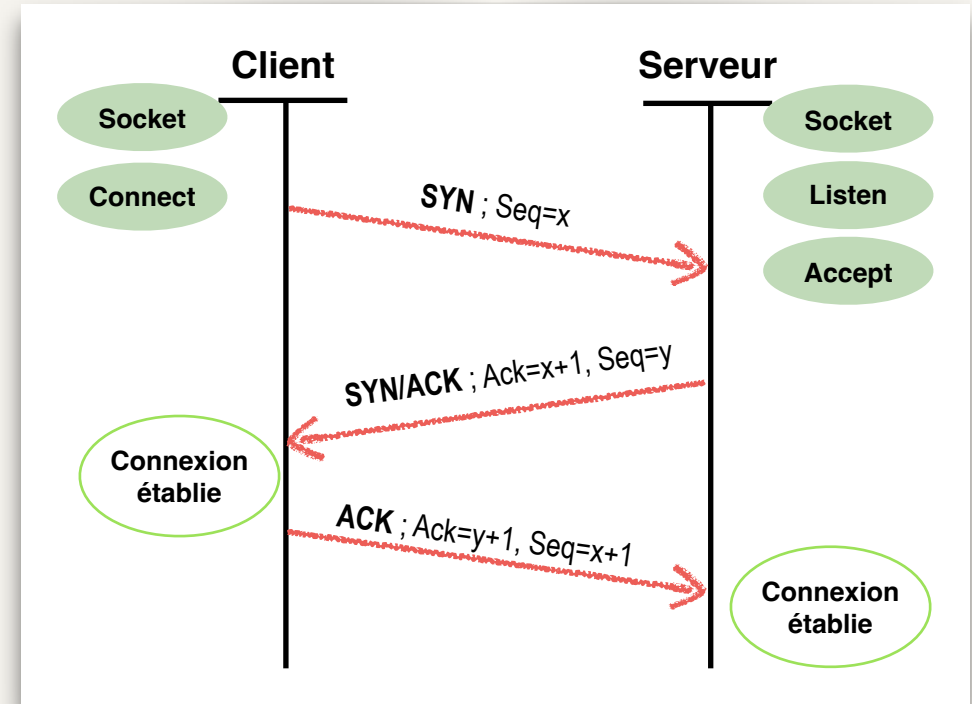 Client
Serveur
Socket
Socket
Connect
Listen
SYN ; Seq=x
Accept
SYN/ACK ; Ack=x+1, Seq=y
Connexion
établie
ACK ; Ack=y+1, Seq=x+1
Connexion
établie